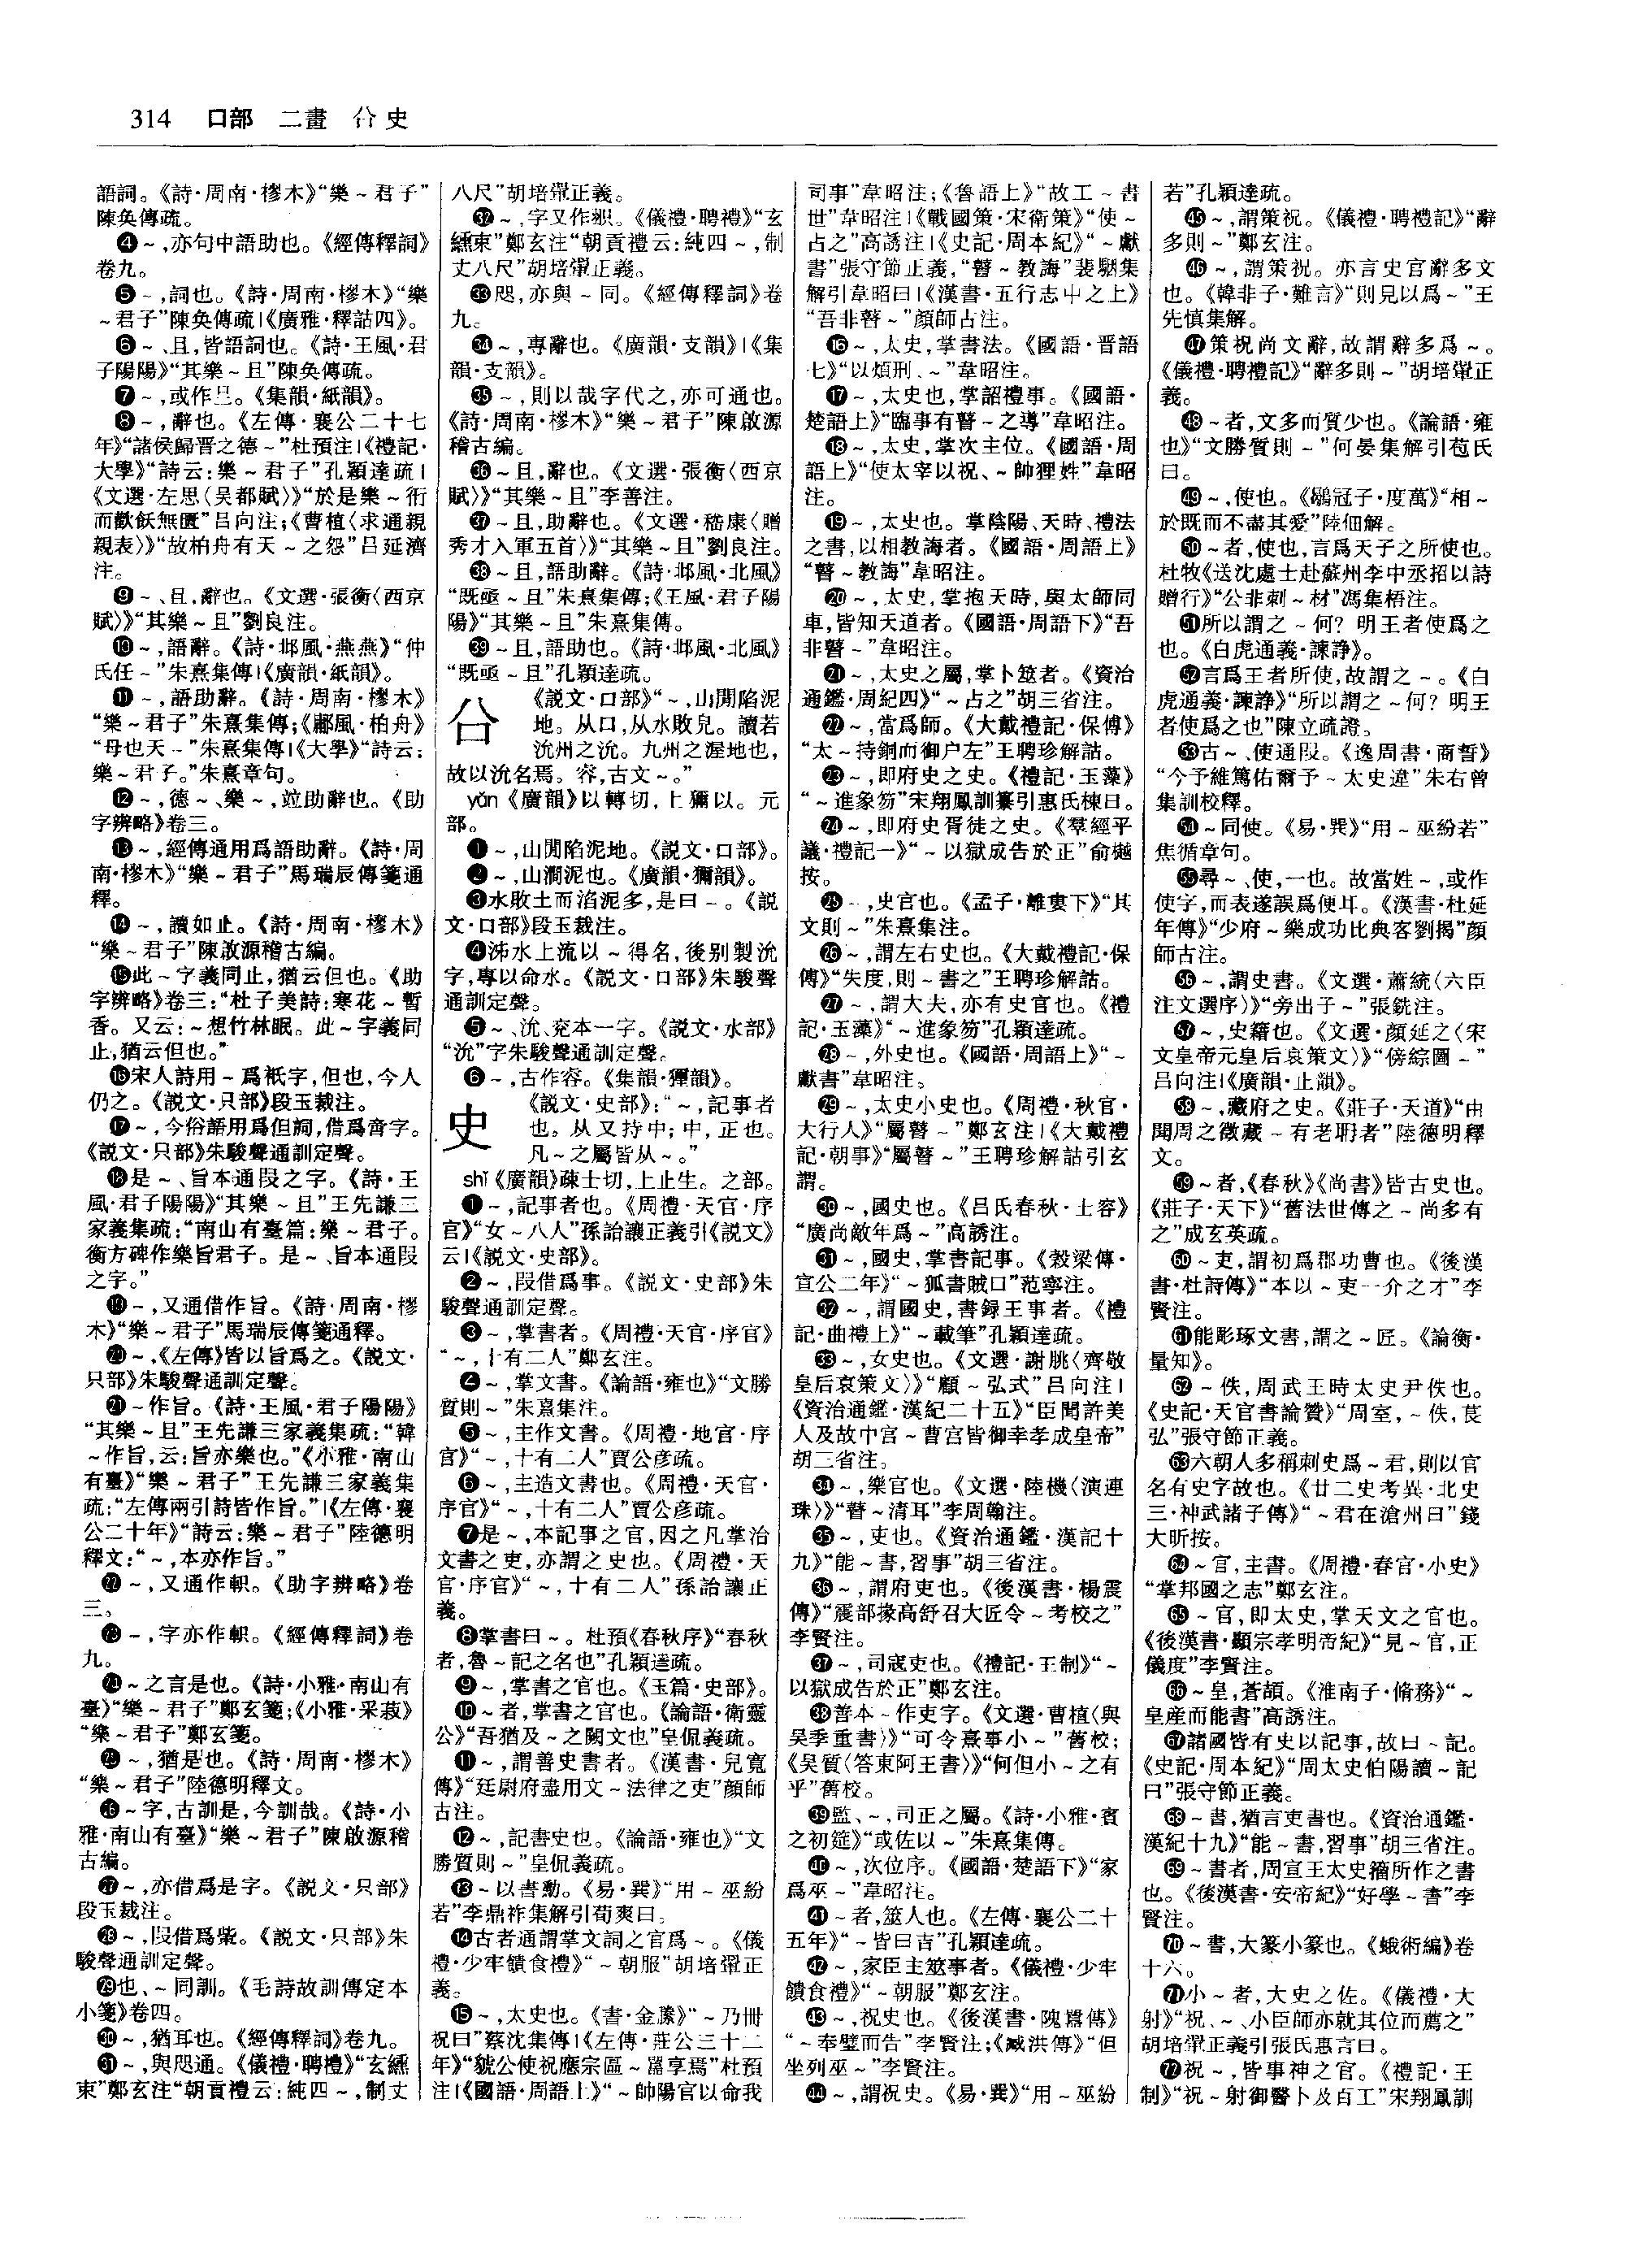 314 口部 二畫 㕣史
語詞。《詩·周南·樛木》“樂～君子”
陳奂傳疏。
❹～,亦句中語助也。《經傳釋詞》
卷九。
❺～,詞也。《詩·周南·樛木》“樂
～君子”陳奂傳疏|《廣雅·釋詁四》。
❻～、且,皆語詞也。《詩·王風·君
子陽陽》“其樂～且”陳奂傳疏。
❼～,或作㫖。《集韻·紙韻》。
❽～,辭也。《左傳·襄公二十七
年》“諸侯歸晋之德～”杜預注|《禮記·
大學》“詩云:樂～君子”孔穎達疏|
《文選·左思〈吴都賦〉》“於是樂～衎
而歡飫無匱”吕向注;《曹植〈求通親
親表〉》“故柏舟有天～之怨”吕延濟
注。
❾～、且,辭也。《文選·張衡〈西京
賦〉》“其樂～且”劉良注。
❿～,語辭。《詩·邶風·燕燕》“仲
氏任～”朱熹集傳|《廣韻·紙韻》。
⓫～,語助辭。《詩·周南·樛木》
“樂～君子”朱熹集傳;《鄘風·柏舟》
“母也天～”朱熹集傳|《大學》“詩云:
樂～君子。”朱熹章句。
⓬～,德～、樂～,竝助辭也。《助
字辨略》卷三。
⓭～,經傳通用爲語助辭。《詩·周
南·樛木》“樂～君子”馬瑞辰傳箋通
釋。
⓮～,讀如止。《詩·周南·樛木》
“樂～君子”陳啟源稽古編。
⓯此～字義同止,猶云但也。《助
字辨略》卷三:“杜子美詩:寒花～暫
香。又云:～想竹林眠。此～字義同
止,猶云但也。”
⓰宋人詩用～爲祇字,但也,今人
仍之。《説文·只部》段玉裁注。
⓱～,今俗語用爲但詞,借爲啻字。
《説文·只部》朱駿聲通訓定聲。
⓲是～、旨本通叚之字。《詩·王
風·君子陽陽》“其樂～且”王先謙三
家義集疏:“南山有臺篇:樂～君子。
衡方碑作樂旨君子。是～、旨本通叚
之字。”
⓳～,又通借作旨。《詩·周南·樛
木》“樂～君子”馬瑞辰傳箋通釋。
⓴～,《左傳》皆以旨爲之。《説文·
只部》朱駿聲通訓定聲。
㉑～作旨。《詩·王風·君子陽陽》
“其樂～且”王先謙三家義集疏:“韓
～作旨,云:旨亦樂也。”《小雅·南山
有臺》“樂～君子”王先謙三家義集
疏:“左傳兩引詩皆作旨。”|《左傳·襄
公二十年》“詩云:樂～君子”陸德明
釋文:“～,本亦作旨。”
㉒～,又通作軹。《助字辨略》卷
三。
㉓～,字亦作軹。《經傳釋詞》卷
九。
㉔～之言是也。《詩·小雅·南山有
臺》“樂～君子”鄭玄箋;《小雅·采菽》
“樂～君子”鄭玄箋。
㉕～,猶是也。《詩·周南·樛木》
“樂～君子”陸德明釋文。
㉖～字,古訓是,今訓哉。《詩·小
雅·南山有臺》“樂～君子”陳啟源稽
古編。
㉗～,亦借爲是字。《説文·只部》
段玉裁注。
㉘～,叚借爲㭰。《説文·只部》朱
駿聲通訓定聲。
㉙也、～同訓。《毛詩故訓傳定本
小箋》卷四。
㉚～,猶耳也。《經傳釋詞》卷九。
㉛～,與咫通。《儀禮·聘禮》“玄纁
束”鄭玄注“朝貢禮云:純四～,制丈
八尺”胡培翬正義。
㉜～,字又作䊼。《儀禮·聘禮》“玄
纁束”鄭玄注“朝貢禮云:純四～,制
丈八尺”胡培翬正義。
㉝咫,亦與～同。《經傳釋詞》卷
九。
㉞～,專辭也。《廣韻·支韻》|《集
韻·支韻》。
㉟～,則以哉字代之,亦可通也。
《詩·周南·樛木》“樂～君子”陳啟源
稽古編。
㊱～且,辭也。《文選·張衡〈西京
賦〉》“其樂～且”李善注。
㊲～且,助辭也。《文選·嵇康〈贈
秀才入軍五首〉》“其樂～且”劉良注。
㊳～且,語助辭。《詩·邶風·北風》
“既亟～且”朱熹集傳;《王風·君子陽
陽》“其樂～且”朱熹集傳。
㊴～且,語助也。《詩·邶風·北風》
“既亟～且”孔穎達疏。
㕣 《説文·口部》“～,山閒陷泥
地。从口,从水敗皃。讀若
沇州之沇。九州之渥地也,
故以沇名焉。𧮲,古文～。”
yǎn《廣韻》以轉切,上獮以。元
部。
❶～,山閒陷泥地。《説文·口部》。
❷～,山澗泥也。《廣韻·獮韻》。
❸水敗土而淊泥多,是曰～。《説
文·口部》段玉裁注。
❹沛水上流以～得名,後别製沇
字,專以命水。《説文·口部》朱駿聲
通訓定聲。
❺～、沇、兗本一字。《説文·水部》
“沇”字朱駿聲通訓定聲。
❻～,古作容。《集韻·獮韻》。
史 《説文·史部》:“～,記事者
也。从又持中;中,正也。
凡～之屬皆从～。”
shǐ《廣韻》疎士切,上止生。之部。
❶～,記事者也。《周禮·天官·序
官》“女～八人”孫詒讓正義引《説文》
云|《説文·史部》。
❷～,叚借爲事。《説文·史部》朱
駿聲通訓定聲。
❸～,掌書者。《周禮·天官·序官》
“～,十有二人”鄭玄注。
❹～,掌文書。《論語·雍也》“文勝
質則～”朱熹集注。
❺～,主作文書。《周禮·地官·序
官》“～,十有二人”賈公彦疏。
❻～,主造文書也。《周禮·天官·
序官》“～,十有二人”賈公彦疏。
❼是～,本記事之官,因之凡掌治
文書之吏,亦謂之史也。《周禮·天
官·序官》“～,十有二人”孫詒讓正
義。
❽掌書曰～。杜預《春秋序》“春秋
者,魯～記之名也”孔穎達疏。
❾～,掌書之官也。《玉篇·史部》。
❿～者,掌書之官也。《論語·衛靈
公》“吾猶及～之闕文也”皇侃義疏。
⓫～,謂善史書者。《漢書·兒寬
傳》“廷尉府盡用文～法律之吏”顔師
古注。
⓬～,記書史也。《論語·雍也》“文
勝質則～”皇侃義疏。
⓭～以書勳。《易·巽》“用～巫紛
若”李鼎祚集解引荀爽曰。
⓮古者通謂掌文詞之官爲～。《儀
禮·少牢饋食禮》“～朝服”胡培翬正
義。
⓯～,太史也。《書·金縢》“～乃册
祝曰”蔡沈集傳|《左傳·莊公三十二
年》“虢公使祝應宗區～嚚享焉”杜預
注|《國語·周語上》“～帥陽官以命我
司事”韋昭注;《魯語上》“故工～書
世”韋昭注|《戰國策·宋衛策》“使～
占之”高誘注|《史記·周本紀》“～獻
書”張守節正義,“瞽～教誨”裴駰集
解引韋昭曰|《漢書·五行志中之上》
“吾非瞽～”顔師古注。
⓰～,太史,掌書法。《國語·晋語
七》“以煩刑、～”韋昭注。
⓱～,太史也,掌詔禮事。《國語·
楚語上》“臨事有瞽～之導”韋昭注。
⓲～,太史,掌次主位。《國語·周
語上》“使太宰以祝、～帥狸姓”韋昭
注。
⓳～,太史也。掌陰陽、天時、禮法
之書,以相教誨者。《國語·周語上》
“瞽～教誨”韋昭注。
⓴～,太史,掌抱天時,與太師同
車,皆知天道者。《國語·周語下》“吾
非瞽～”韋昭注。
㉑～,太史之屬,掌卜筮者。《資治
通鑑·周紀四》“～占之”胡三省注。
㉒～,當爲師。《大戴禮記·保傅》
“太～持銅而御户左”王聘珍解詁。
㉓～,即府史之史。《禮記·玉藻》
“～進象笏”宋翔鳳訓纂引惠氏棟曰。
㉔～,即府史胥徒之史。《羣經平
議·禮記一》“～以獄成告於正”俞樾
按。
㉕～,史官也。《孟子·離婁下》“其
文則～”朱熹集注。
㉖～,謂左右史也。《大戴禮記·保
傅》“失度,則～書之”王聘珍解詁。
㉗～,謂大夫,亦有史官也。《禮
記·玉藻》“～進象笏”孔穎達疏。
㉘～,外史也。《國語·周語上》“～
獻書”韋昭注。
㉙～,太史小史也。《周禮·秋官·
大行人》“屬瞽～”鄭玄注|《大戴禮
記·朝事》“屬瞽～”王聘珍解詁引玄
謂。
㉚～,國史也。《吕氏春秋·士容》
“廣尚敵年爲～”高誘注。
㉛～,國史,掌書記事。《穀梁傳·
宣公二年》“～狐書賊曰”范寧注。
㉜～,謂國史,書録王事者。《禮
記·曲禮上》“～載筆”孔穎達疏。
㉝～,女史也。《文選·謝朓〈齊敬
皇后哀策文〉》“顧～弘式”吕向注|
《資治通鑑·漢紀二十五》“臣聞許美
人及故中宫～曹宫皆御幸孝成皇帝”
胡三省注。
㉞～,樂官也。《文選·陸機〈演連
珠〉》“瞽～清耳”李周翰注。
㉟～,吏也。《資治通鑑·漢記十
九》“能～書,習事”胡三省注。
㊱～,謂府吏也。《後漢書·楊震
傳》“震部掾高舒召大匠令～考校之”
李賢注。
㊲～,司寇吏也。《禮記·王制》“～
以獄成告於正”鄭玄注。
㊳善本～作吏字。《文選·曹植〈與
吴季重書〉》“可令熹事小～”舊校;
《吴質〈答東阿王書〉》“何但小～之有
乎”舊校。
㊴監、～,司正之屬。《詩·小雅·賓
之初筵》“或佐以～”朱熹集傳。
㊵～,次位序。《國語·楚語下》“家
爲巫～”韋昭注。
㊶～者,筮人也。《左傳·襄公二十
五年》“～皆曰吉”孔穎達疏。
㊷～,家臣主筮事者。《儀禮·少牢
饋食禮》“～朝服”鄭玄注。
㊸～,祝史也。《後漢書·隗囂傳》
“～奉璧而告”李賢注;《臧洪傳》“但
坐列巫～”李賢注。
㊹～,謂祝史。《易·巽》“用～巫紛
若”孔穎達疏。
㊺～,謂策祝。《儀禮·聘禮記》“辭
多則～”鄭玄注。
㊻～,謂策祝。亦言史官辭多文
也。《韓非子·難言》“則見以爲～”王
先慎集解。
㊼策祝尚文辭,故謂辭多爲～。
《儀禮·聘禮記》“辭多則～”胡培翬正
義。
㊽～者,文多而質少也。《論語·雍
也》“文勝質則～”何晏集解引苞氏
曰。
㊾～,使也。《鶡冠子·度萬》“相～
於既而不盡其愛”陸佃解。
㊿～者,使也,言爲天子之所使也。
杜牧《送沈處士赴蘇州李中丞招以詩
贈行》“公非刺～材”馮集梧注。
51所以謂之～何？明王者使爲之
也。《白虎通義·諫諍》。
52言爲王者所使,故謂之～。《白
虎通義·諫諍》“所以謂之～何？明王
者使爲之也”陳立疏證。
53古～、使通叚。《逸周書·商誓》
“今予維篤佑爾予～太史違”朱右曾
集訓校釋。
54～同使。《易·巽》“用～巫紛若”
焦循章句。
55尋～、使,一也。故當姓～,或作
使字,而表遂誤爲便耳。《漢書·杜延
年傳》“少府～樂成功比典客劉揭”顔
師古注。
56～,謂史書。《文選·蕭統〈六臣
注文選序〉》“旁出子～”張銑注。
57～,史籍也。《文選·顔延之〈宋
文皇帝元皇后哀策文〉》“傍綜圖～”
吕向注|《廣韻·止韻》。
58～,藏府之史。《莊子·天道》“由
聞周之徵藏～有老聃者”陸德明釋
文。
59～者,《春秋》《尚書》皆古史也。
《莊子·天下》“舊法世傳之～尚多有
之”成玄英疏。
60～吏,謂初爲郡功曹也。《後漢
書·杜詩傳》“本以～吏一介之才”李
賢注。
61能彫琢文書,謂之～匠。《論衡·
量知》。
62～佚,周武王時太史尹佚也。
《史記·天官書論贊》“周室,～佚,萇
弘”張守節正義。
63六朝人多稱刺史爲～君,則以官
名有史字故也。《廿二史考異·北史
三·神武諸子傳》“～君在滄州日”錢
大昕按。
64～官,主書。《周禮·春官·小史》
“掌邦國之志”鄭玄注。
65～官,即太史,掌天文之官也。
《後漢書·顯宗孝明帝紀》“見～官,正
儀度”李賢注。
66～皇,蒼頡。《淮南子·脩務》“～
皇産而能書”高誘注。
67諸國皆有史以記事,故曰～記。
《史記·周本紀》“周太史伯陽讀～記
曰”張守節正義。
68～書,猶言吏書也。《資治通鑑·
漢紀十九》“能～書,習事”胡三省注。
69～書者,周宣王太史籀所作之書
也。《後漢書·安帝紀》“好學～書”李
賢注。
70～書,大篆小篆也。《蛾術編》卷
十六。
71小～者,大史之佐。《儀禮·大
射》“祝、～、小臣師亦就其位而薦之”
胡培翬正義引張氏惠言曰。
72祝～,皆事神之官。《禮記·王
制》“祝～射御醫卜及百工”宋翔鳳訓